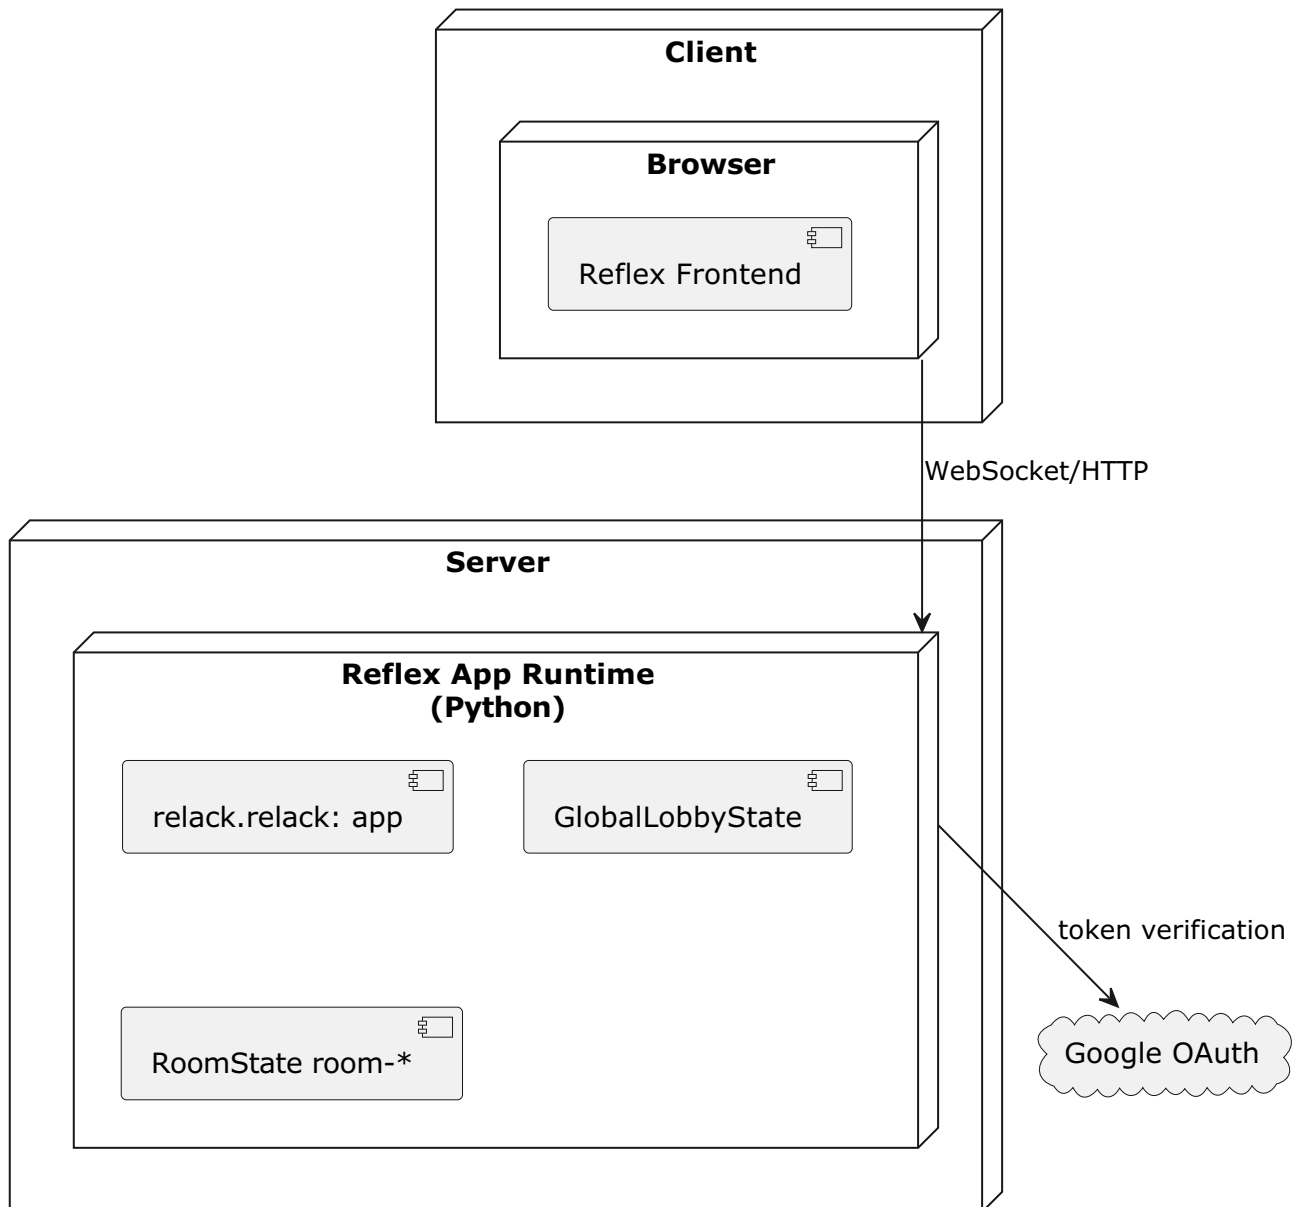 Client
Browser
Reflex Frontend
WebSocket/HTTP
Server
Reflex App Runtime
(Python)
relack.relack: app
GlobalLobbyState
token verification
RoomState room-*
Google OAuth